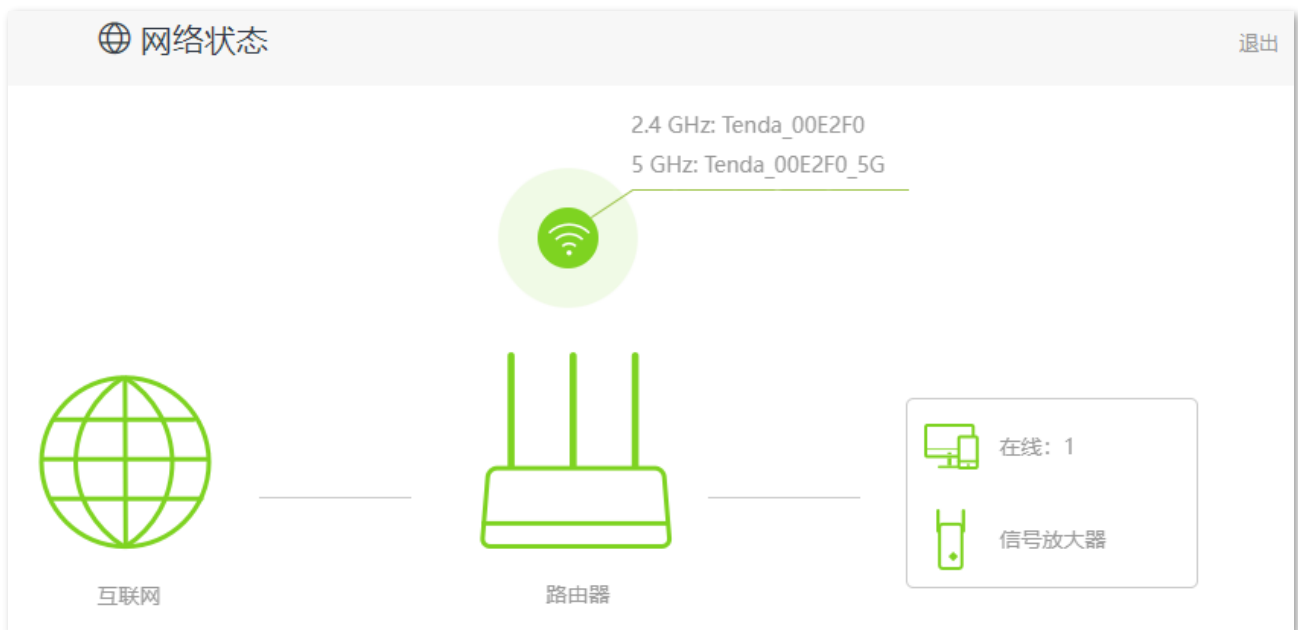 网络状态
退出
2.4 GHz: Tenda_00E2F0
5 GHz: Tenda_00E2F0_5G
在线：1
信号放大器
互联网
路由器